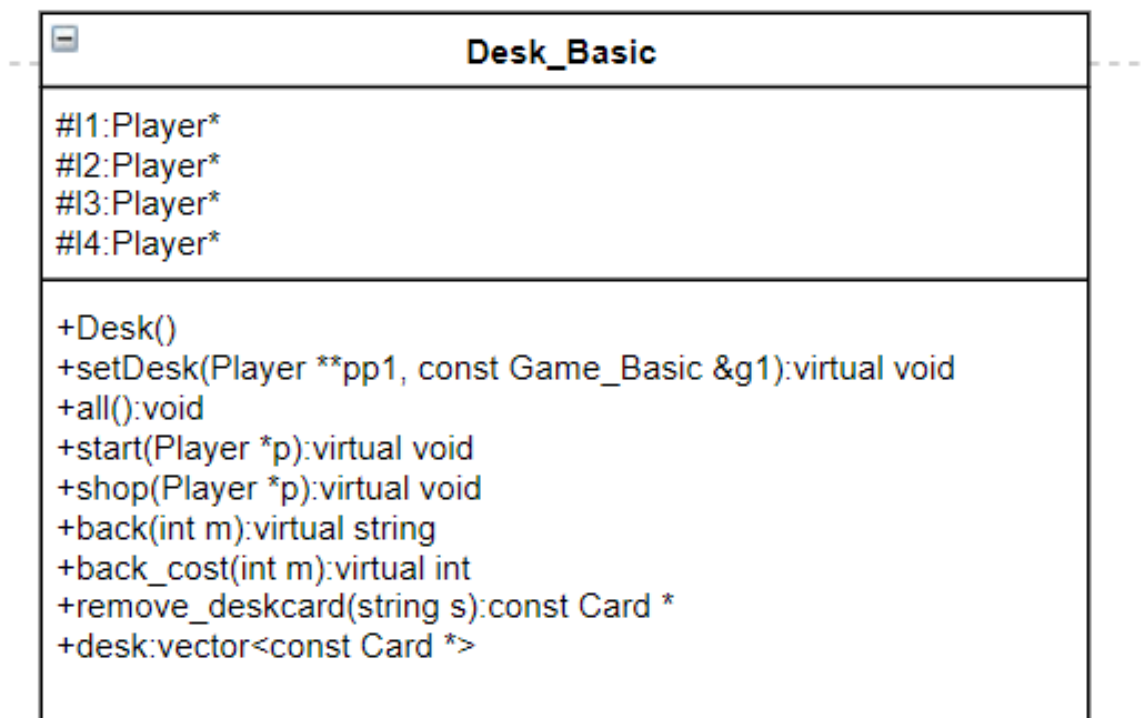 Desk_Basic
#l1:Player*
#l2:Player*
#l3:Player*
#l4:Player*
+Desk()
+setDesk(Player **pp1, const Game_Basic &g1):virtual void
+all():void
+start(Player *p):virtual void
+shop(Player *p):virtual void
+back(int m):virtual string
+back_cost(int m):virtual int
+remove_deskcard(string s):const Card *
+desk:vector<const Card *>